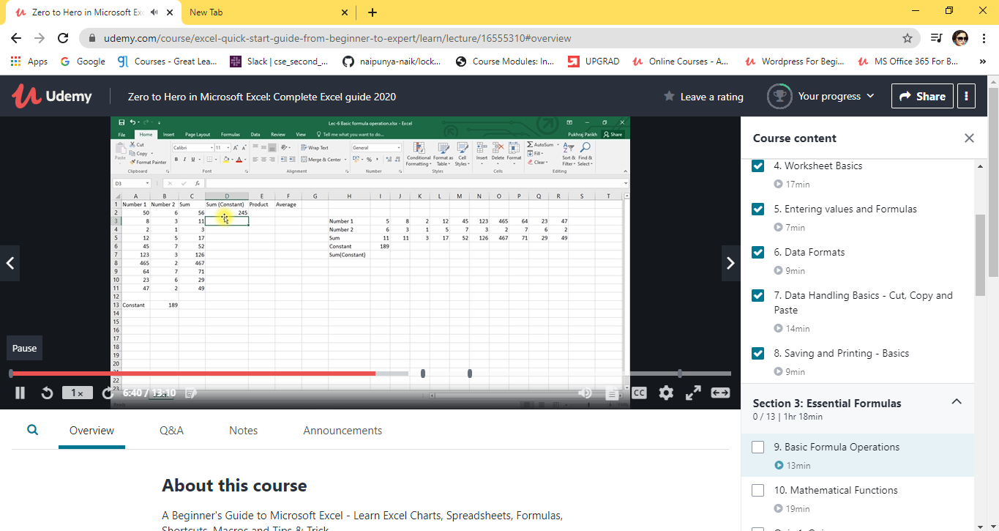 Zero to Hero in Microsoft Exc
New Tab
udemy.com/course/excel-quick-start-guide-from-beginner-to-expert/learn/lecture/16555310#overview
Apps Google Courses - Great Lea... Slack | cse_second_... naipunya-naik/lock... Course Modules: In... UPGRAD Online Courses - A... Wordpress For Begi... MS Office 365 For B... »
Udemy Zero to Hero in Microsoft Excel: Complete Excel guide 2020 Leave a rating Your progress Share
Lec-6 Basic formula operation.xlsx - Excel
File Home Insert Page Layout Formulas Data Review View Tell me what you want to do... Pukhraj Parikh Share
Cut
Copy
Format Painter
Paste
Calibri 11
B I U
Wrap Text
Merge & Center
General
Conditional Formatting
Format as Table
Cell Styles
Insert Delete Format
AutoSum
Fill
Clear
Sort & Filter
Find & Select
Clipboard Font Alignment Number Styles Cells Editing
D3 fx
A B C D E F G H I J K L M N O P Q R S T
1 Number 1 Number 2 Sum Sum (Constant) Product Average
2 50 6 56 245
3 8 3 11 Number 1 5 8 2 12 45 123 465 64 23 47
4 2 1 3 Number 2 6 3 1 5 7 3 2 7 6 2
5 12 5 17 Sum 11 11 3 17 52 126 467 71 29 49
6 45 7 52 Constant 189
7 123 3 126 Sum(Constant)
8 465 2 467
9 64 7 71
10 23 6 29
11 47 2 49
12
13 Constant 189
14
15
16
17
18
19
20
22
23
Pause
1x 6:40 / 13:10 CC
Overview Q&A Notes Announcements
About this course
A Beginner's Guide to Microsoft Excel - Learn Excel Charts, Spreadsheets, Formulas,
Shortcuts, Macros and Tips & Trick
Course content
4. Worksheet Basics
17min
5. Entering values and Formulas
7min
6. Data Formats
9min
7. Data Handling Basics - Cut, Copy and
Paste
14min
8. Saving and Printing - Basics
9min
Section 3: Essential Formulas
0 / 13 | 1hr 18min
9. Basic Formula Operations
13min
10. Mathematical Functions
19min